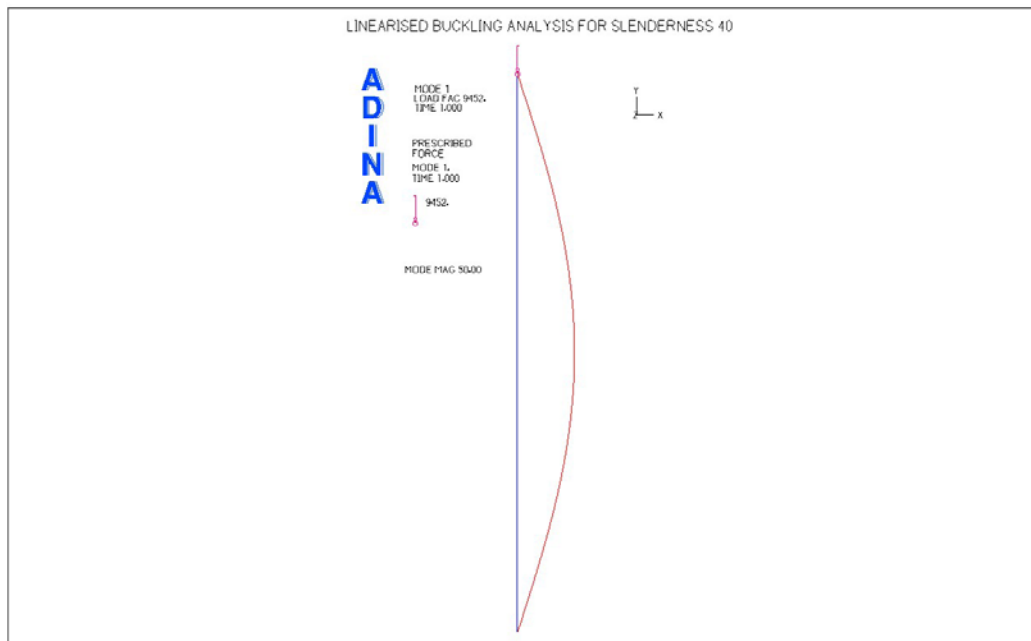 LINEARISED BUCKLING ANALYSIS FOR SLENDERNESS 40
ADINA
MODE 1
LOAD FAC 9452.
TIME 1.000
PRESCRIBED
FORCE
MODE 1.
TIME 1.000
9452.
MODE MAG 50.00
Y
Z X